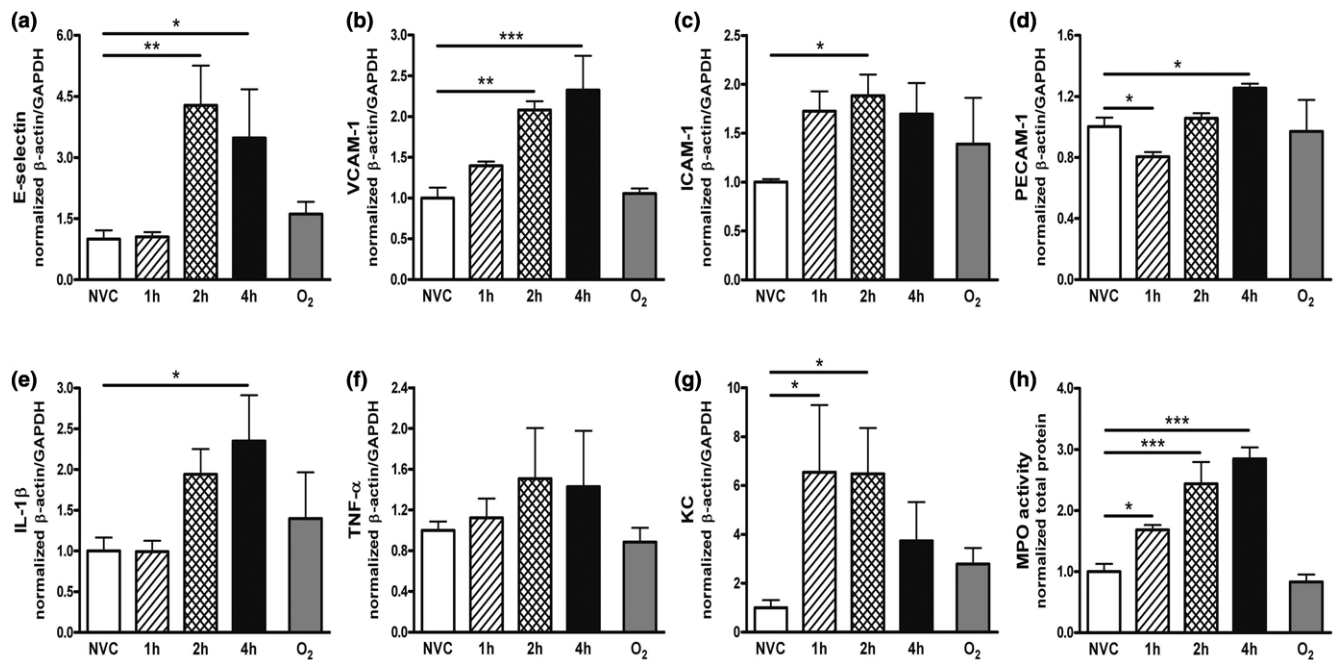 (a)
E-selectin
normalized β-actin/GAPDH
6.0
4.5
3.0
1.5
0.0
*
**
NVC 1h 2h 4h O₂
(b)
VCAM-1
normalized β-actin/GAPDH
3.0
2.5
2.0
1.5
1.0
0.5
0.0
***
**
NVC 1h 2h 4h O₂
(c)
ICAM-1
normalized β-actin/GAPDH
2.5
2.0
1.5
1.0
0.5
0.0
*
NVC 1h 2h 4h O₂
(d)
PECAM-1
normalized β-actin/GAPDH
1.6
1.2
0.8
0.4
0.0
*
*
NVC 1h 2h 4h O₂
(e)
IL-1β
normalized β-actin/GAPDH
3.0
2.5
2.0
1.5
1.0
0.5
0.0
*
NVC 1h 2h 4h O₂
(f)
TNF-α
normalized β-actin/GAPDH
2.4
2.0
1.6
1.2
0.8
0.4
0.0
NVC 1h 2h 4h O₂
(g)
KC
normalized β-actin/GAPDH
10
8
6
4
2
0
*
*
NVC 1h 2h 4h O₂
(h)
MPO activity
normalized total protein
4.0
3.0
2.0
1.0
0.0
***
***
*
NVC 1h 2h 4h O₂